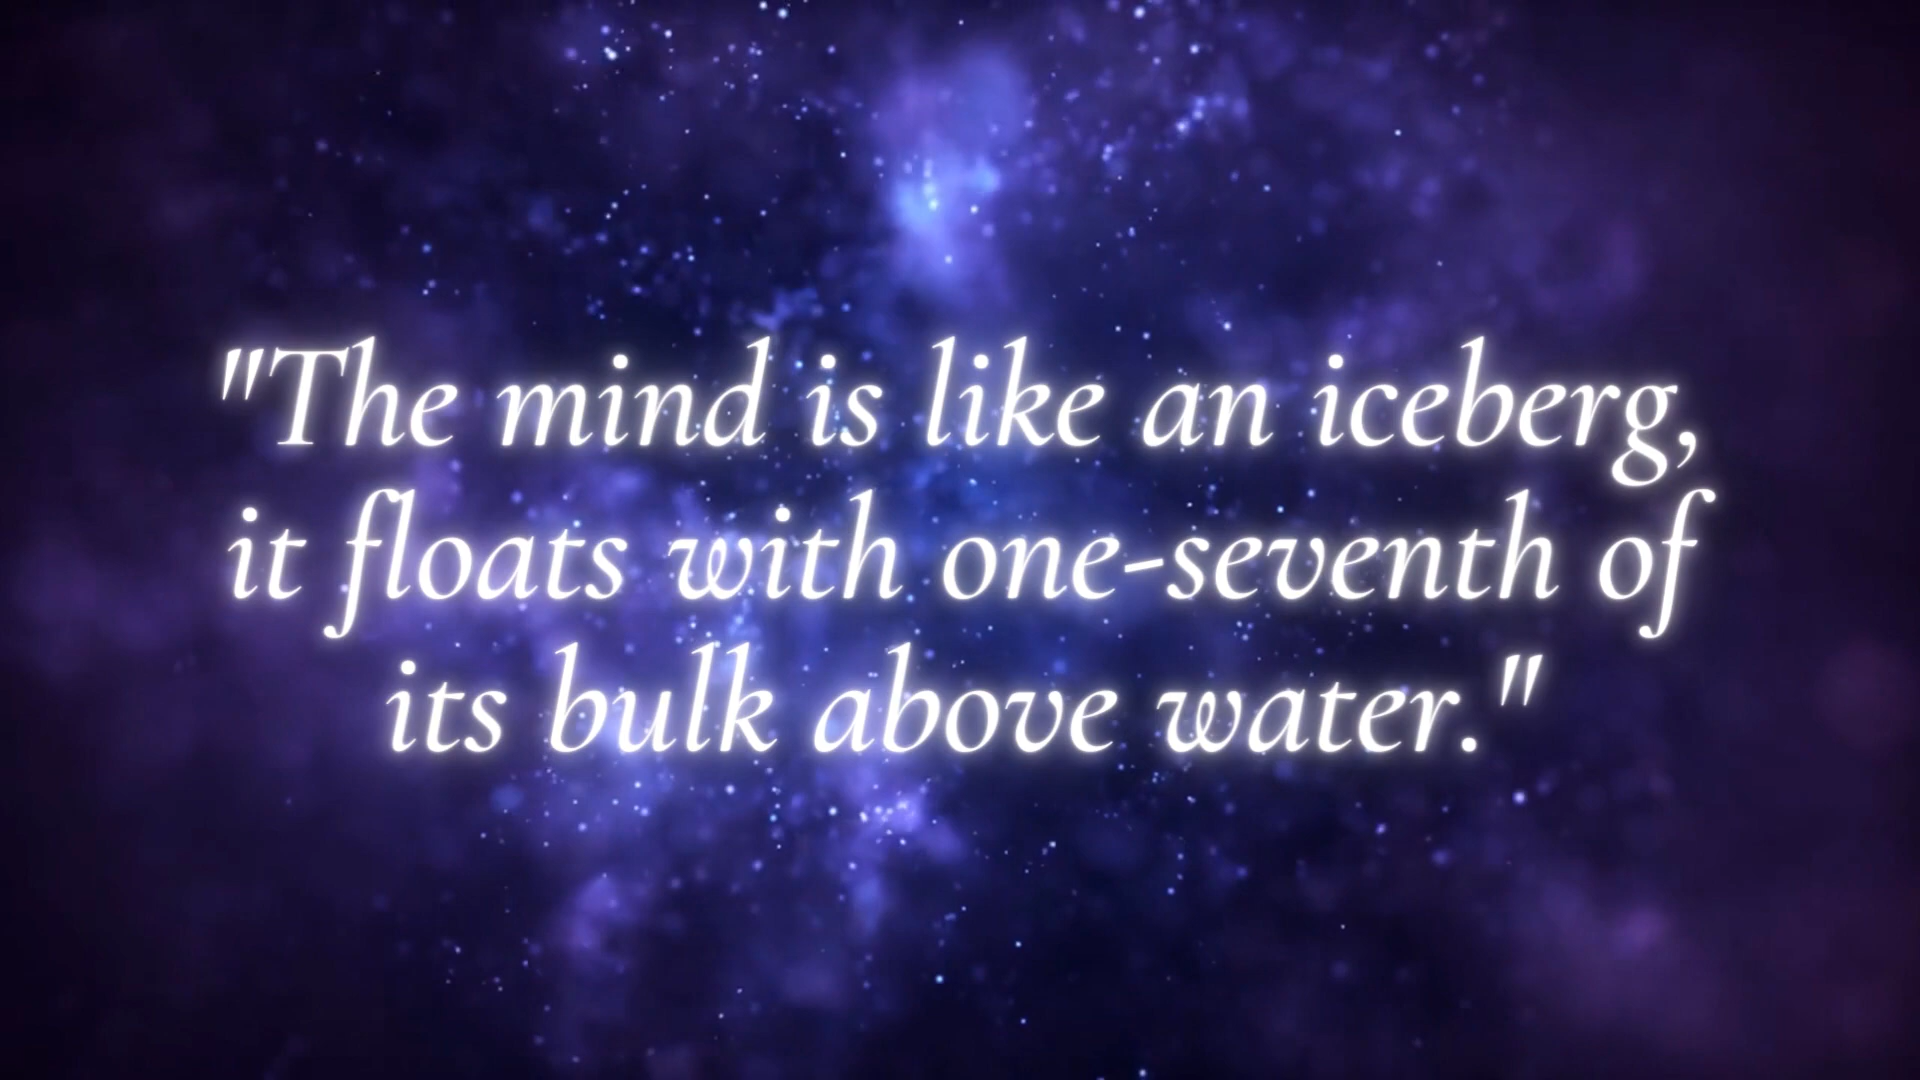 "The mind is like an iceberg,
it floats with one-seventh of
its bulk above water."